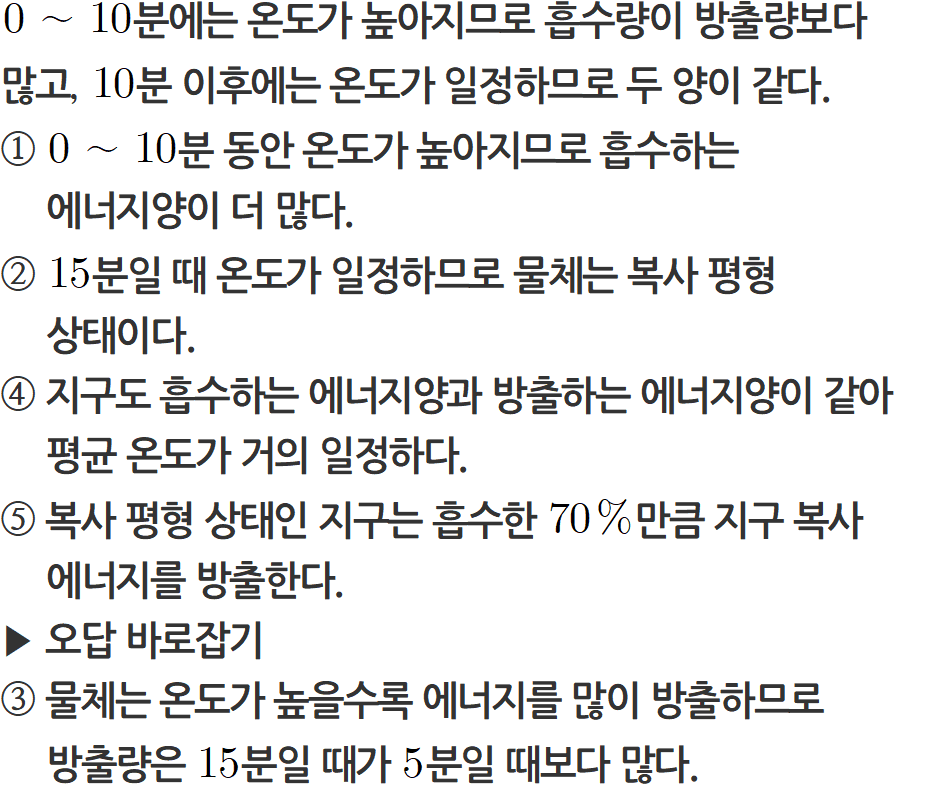 0 ~ 10분에는 온도가 높아지므로 흡수량이 방출량보다
많고, 10분 이후에는 온도가 일정하므로 두 양이 같다.
① 0 ~ 10분 동안 온도가 높아지므로 흡수하는
에너지양이 더 많다.
② 15분일 때 온도가 일정하므로 물체는 복사 평형
상태이다.
④ 지구도 흡수하는 에너지양과 방출하는 에너지양이 같아
평균 온도가 거의 일정하다.
⑤ 복사 평형 상태인 지구는 흡수한 70%만큼 지구 복사
에너지를 방출한다.
▶ 오답 바로잡기
③ 물체는 온도가 높을수록 에너지를 많이 방출하므로
방출량은 15분일 때가 5분일 때보다 많다.